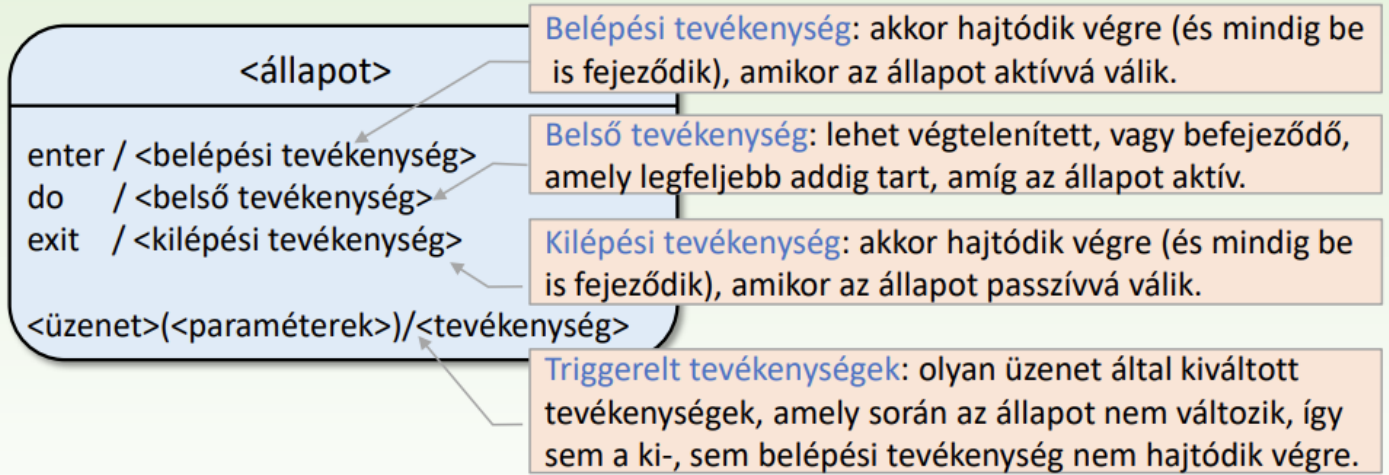 <állapot>
enter / <belépési tevékenység>
do / <belső tevékenység>
exit / <kilépési tevékenység>
<üzenet>(<paraméterek>)/<tevékenység>
Belépési tevékenység: akkor hajtódik végre (és mindig be
is fejeződik), amikor az állapot aktívvá válik.
Belső tevékenység: lehet végtelenített, vagy befejeződő,
amely legfeljebb addig tart, amíg az állapot aktív.
Kilépési tevékenység: akkor hajtódik végre (és mindig be
is fejeződik), amikor az állapot passzívvá válik.
Triggerelt tevékenységek: olyan üzenet által kiváltott
tevékenységek, amely során az állapot nem változik, így
sem a ki-, sem belépési tevékenység nem hajtódik végre.